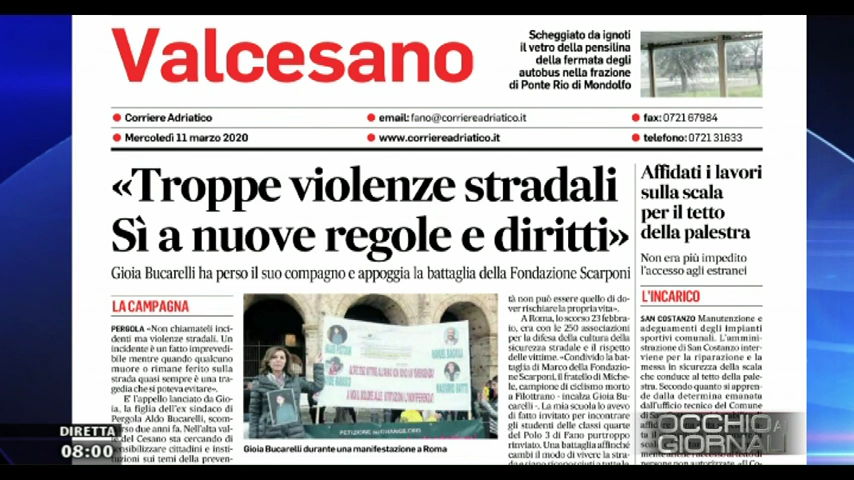 Valcesano
Scheggiato da ignoti
il vetro della pensilina
della fermata degli
autobus nella frazione
di Ponte Rio di Mondolfo
Corriere Adriatico
email: fano@corriereadriatico.it
fax: 0721 67984
Mercoledì 11 marzo 2020
www.corriereadriatico.it
telefono: 0721 31633
«Troppe violenze stradali
Sì a nuove regole e diritti»
Gioia Bucarelli ha perso il suo compagno e appoggia la battaglia della Fondazione Scarponi
LA CAMPAGNA
PERGOLA «Non chiamateli inci-
denti ma violenze stradali. Un
incidente è un fatto imprevedi-
bile mentre quando qualcuno
muore o rimane ferito sulla
strada quasi sempre è una tra-
gedia che si poteva evitare».
E' l'appello lanciato da Gio-
ia, la figlia dell'ex sindaco di
Pergola Aldo Bucarelli, scom-
parso due anni fa. Nell'alta val
le del Cesano sta cercando di
sensibilizzare cittadini e istitu-
zioni sui temi della preven-
Gioia Bucarelli durante una manifestazione a Roma
tà non può essere quello di do-
ver rischiare la propria vita».
A Roma, lo scorso 23 febbra-
io, era con le 250 associazioni
per la difesa della cultura della
sicurezza stradale e il rispetto
delle vittime. «Condivido la bat-
taglia di Marco della Fondazio-
ne Scarponi, il fratello di Miche-
le, campione di ciclismo morto
a Filottrano - incalza Gioia Bu-
carelli -. La mia scuola lo aveva
di fatto invitato per incontrare
gli studenti delle classi quarte
del Polo 3 di Fano purtroppo
rinviato. Una battaglia affinché
cambi il modo di vivere la stra-
Affidati i lavori
sulla scala
per il tetto
della palestra
Non era più impedito
l'accesso agli estranei
L'INCARICO
SAN COSTANZO Manutenzione e
adeguamenti degli impianti
sportivi comunali. L'ammini-
strazione di San Costanzo inter-
viene per la riparazione e la
messa in sicurezza della scala
che conduce al tetto della pale-
stra. Secondo quanto si apren-
de dalla determina emanata
dall'ufficio tecnico del Comune
DIRETTA
08:00
OCCHIO AI
GIORNALI